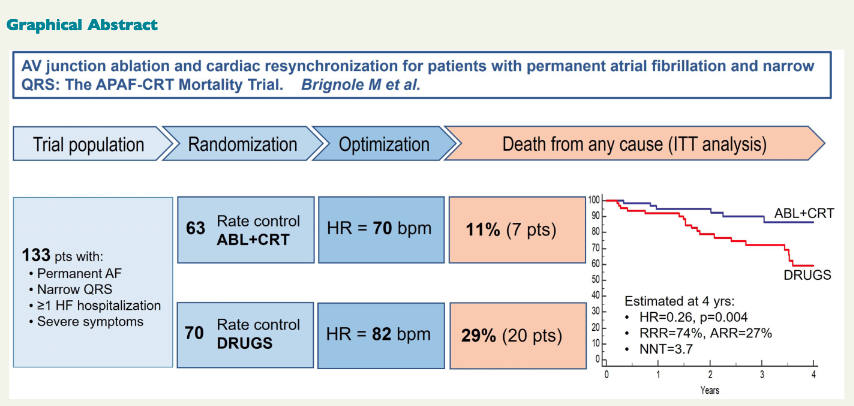 Graphical Abstract
AV junction ablation and cardiac resynchronization for patients with permanent atrial fibrillation and narrow
QRS: The APAF-CRT Mortality Trial. Brignole M et al.
Trial population
Randomization
Optimization
Death from any cause (ITT analysis)
133 pts with:
• Permanent AF
• Narrow QRS
• ≥1 HF hospitalization
• Severe symptoms
63 Rate control
ABL+CRT
HR = 70 bpm
11% (7 pts)
70 Rate control
DRUGS
HR = 82 bpm
29% (20 pts)
100
90
80
70
60
50
40
30
20
10
0
ABL+CRT
DRUGS
Estimated at 4 yrs:
• HR=0.26, p=0.004
• RRR=74%, ARR=27%
• NNT=3.7
0 1 2 3 4
Years